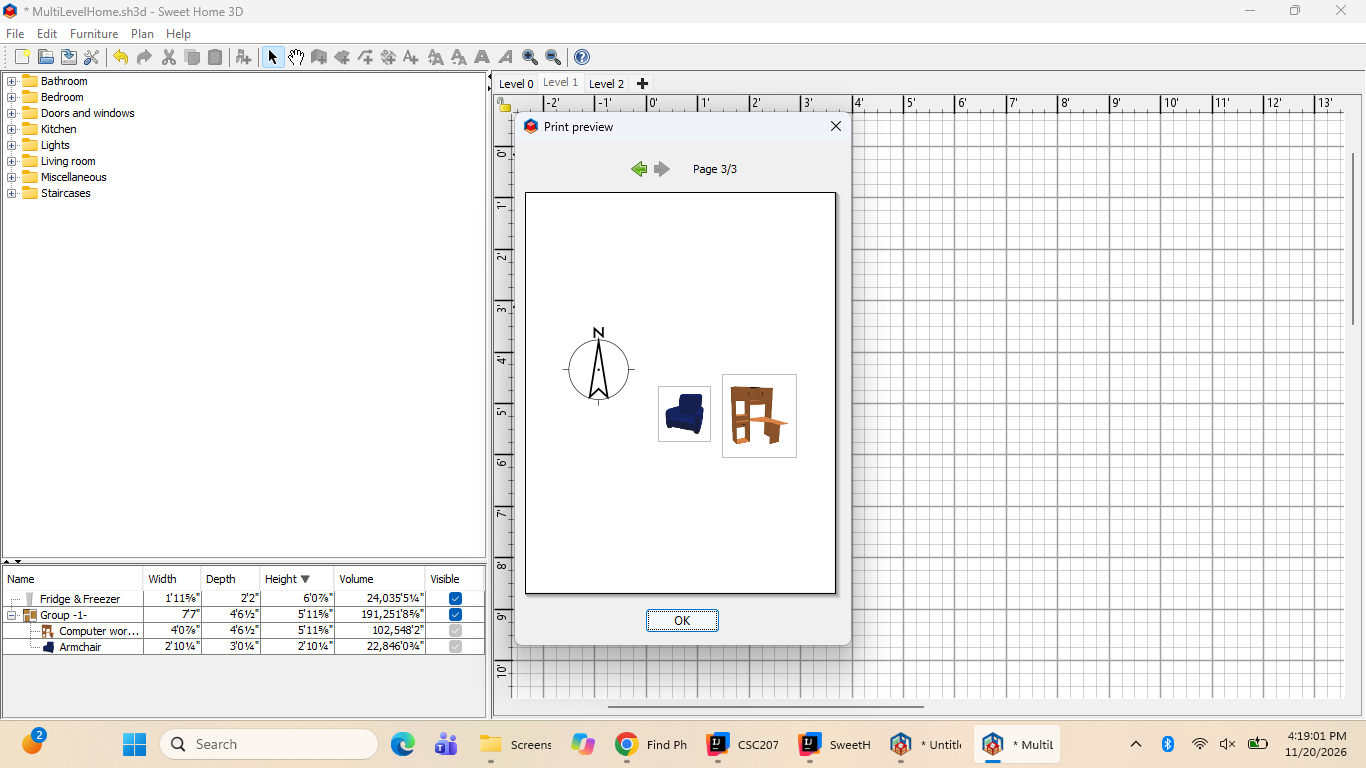 * MultiLevelHome.sh3d - Sweet Home 3D
File Edit Furniture Plan Help
Bathroom
Bedroom
Doors and windows
Kitchen
Lights
Living room
Miscellaneous
Staircases
Level 0 Level 1 Level 2
-2' -1' 0' 1' 2' 3' 4' 5' 6' 7' 8' 9' 10' 11' 12' 13'
0'
1'
2'
3'
4'
5'
6'
7'
8'
9'
10'
Print preview
Page 3/3
N
OK
Name Width Depth Height Volume Visible
Fridge & Freezer 1'11⅝" 2'2" 6'0⅞" 24,035'5¼"
Group -1- 7'7" 4'6½" 5'11⅝" 191,251'8⅝"
Computer wor... 4'0⅞" 4'6½" 5'11⅝" 102,548'2"
Armchair 2'10¼" 3'0¼" 2'10¼" 22,846'0¾"
2
Search
Screens
Find Ph
CSC207
SweetH
* Untitl
* Multil
4:19:01 PM
11/20/2026